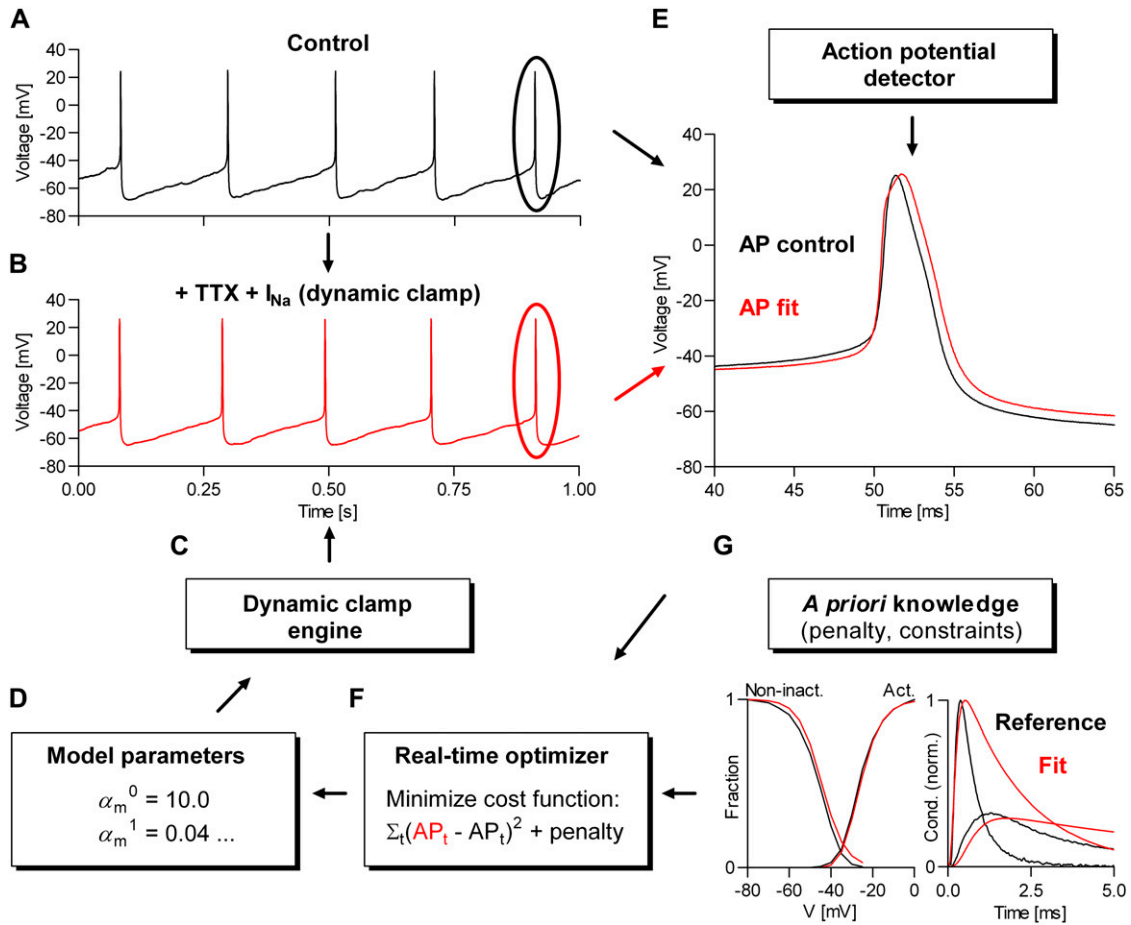 A
Control
40
20
0
-20
-40
-60
-80
Voltage [mV]
B
+ TTX + I_Na (dynamic clamp)
40
20
0
-20
-40
-60
-80
Voltage [mV]
0.00 0.25 0.50 0.75 1.00
Time [s]
C
Dynamic clamp
engine
D
Model parameters
α_m^0 = 10.0
α_m^1 = 0.04 ...
E
Action potential
detector
40
20
0
-20
-40
-60
-80
Voltage [mV]
AP control
AP fit
40 45 50 55 60 65
Time [ms]
F
Real-time optimizer
Minimize cost function:
Σ_t(AP_t - AP_t)^2 + penalty
G
A priori knowledge
(penalty, constraints)
Non-inact. Act.
1
0
Fraction
-80 -60 -40 -20 0
V [mV]
1
0
Cond. (norm.)
Reference
Fit
0.0 2.5 5.0
Time [ms]